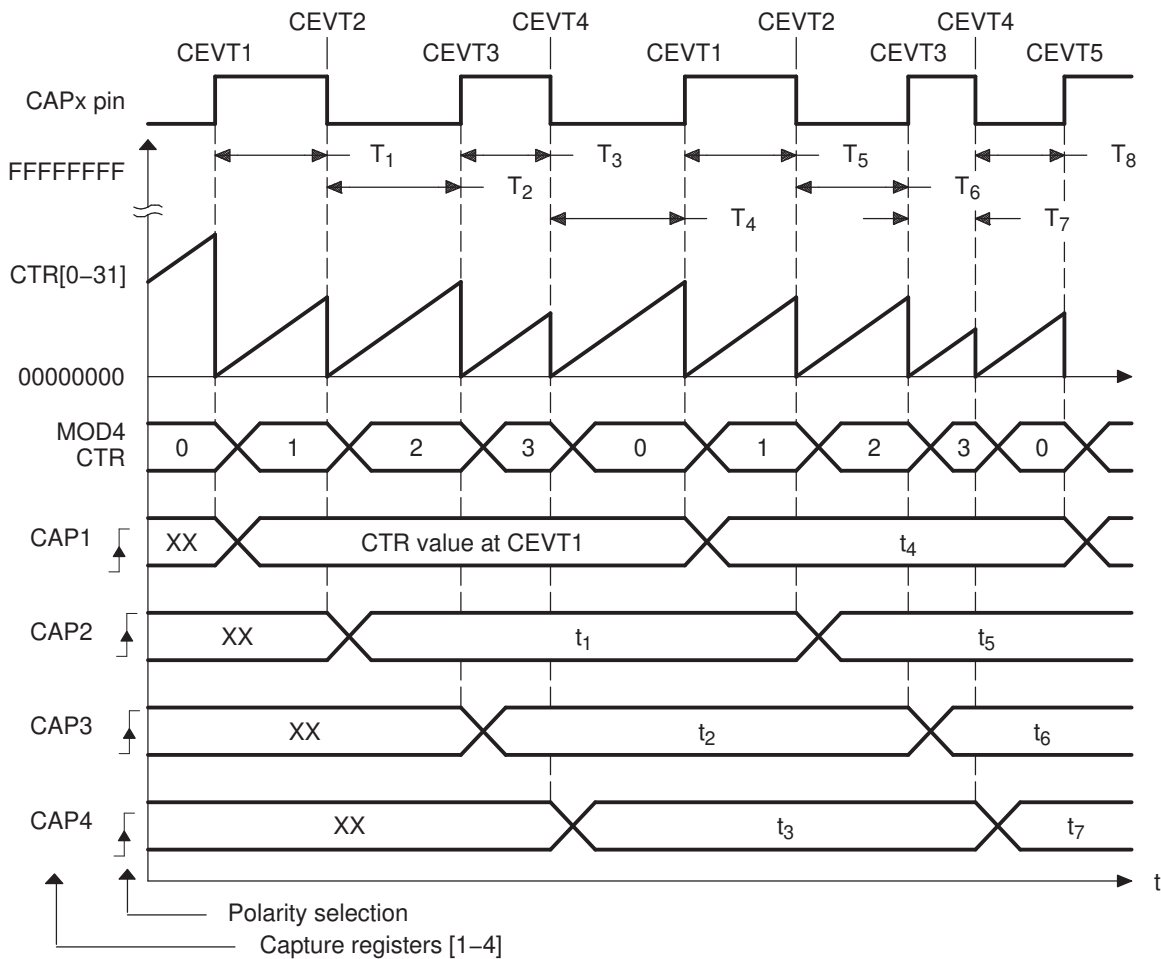 CEVT2 CEVT4 CEVT2 CEVT4
CEVT1 CEVT3 CEVT1 CEVT3 CEVT5
CAPx pin
T1 T3 T5 T8
FFFFFFFF
T2 T6
T4 T7
CTR[0−31]
00000000
MOD4
CTR
0 1 2 3 0 1 2 3 0
CAP1 XX CTR value at CEVT1 t4
CAP2 XX t1 t5
CAP3 XX t2 t6
CAP4 XX t3 t7
t
Polarity selection
Capture registers [1−4]